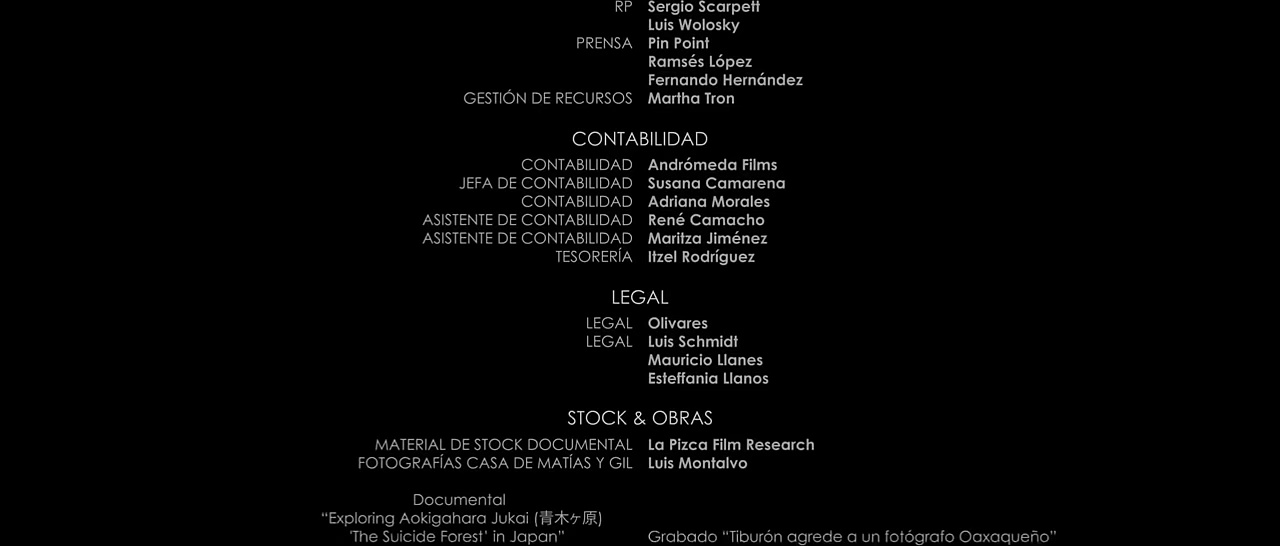 RP Sergio Scarpett
Luis Wolosky
PRENSA Pin Point
Ramsés López
Fernando Hernández
GESTIÓN DE RECURSOS Martha Tron
CONTABILIDAD
CONTABILIDAD Andrómeda Films
JEFA DE CONTABILIDAD Susana Camarena
CONTABILIDAD Adriana Morales
ASISTENTE DE CONTABILIDAD René Camacho
ASISTENTE DE CONTABILIDAD Maritza Jiménez
TESORERÍA Itzel Rodríguez
LEGAL
LEGAL Olivares
LEGAL Luis Schmidt
Mauricio Llanes
Esteffania Llanos
STOCK & OBRAS
MATERIAL DE STOCK DOCUMENTAL La Pizca Film Research
FOTOGRAFÍAS CASA DE MATÍAS Y GIL Luis Montalvo
Documental
“Exploring Aokigahara Jukai (青木ヶ原)
'The Suicide Forest' in Japan” Grabado “Tiburón agrede a un fotógrafo Oaxaqueño”